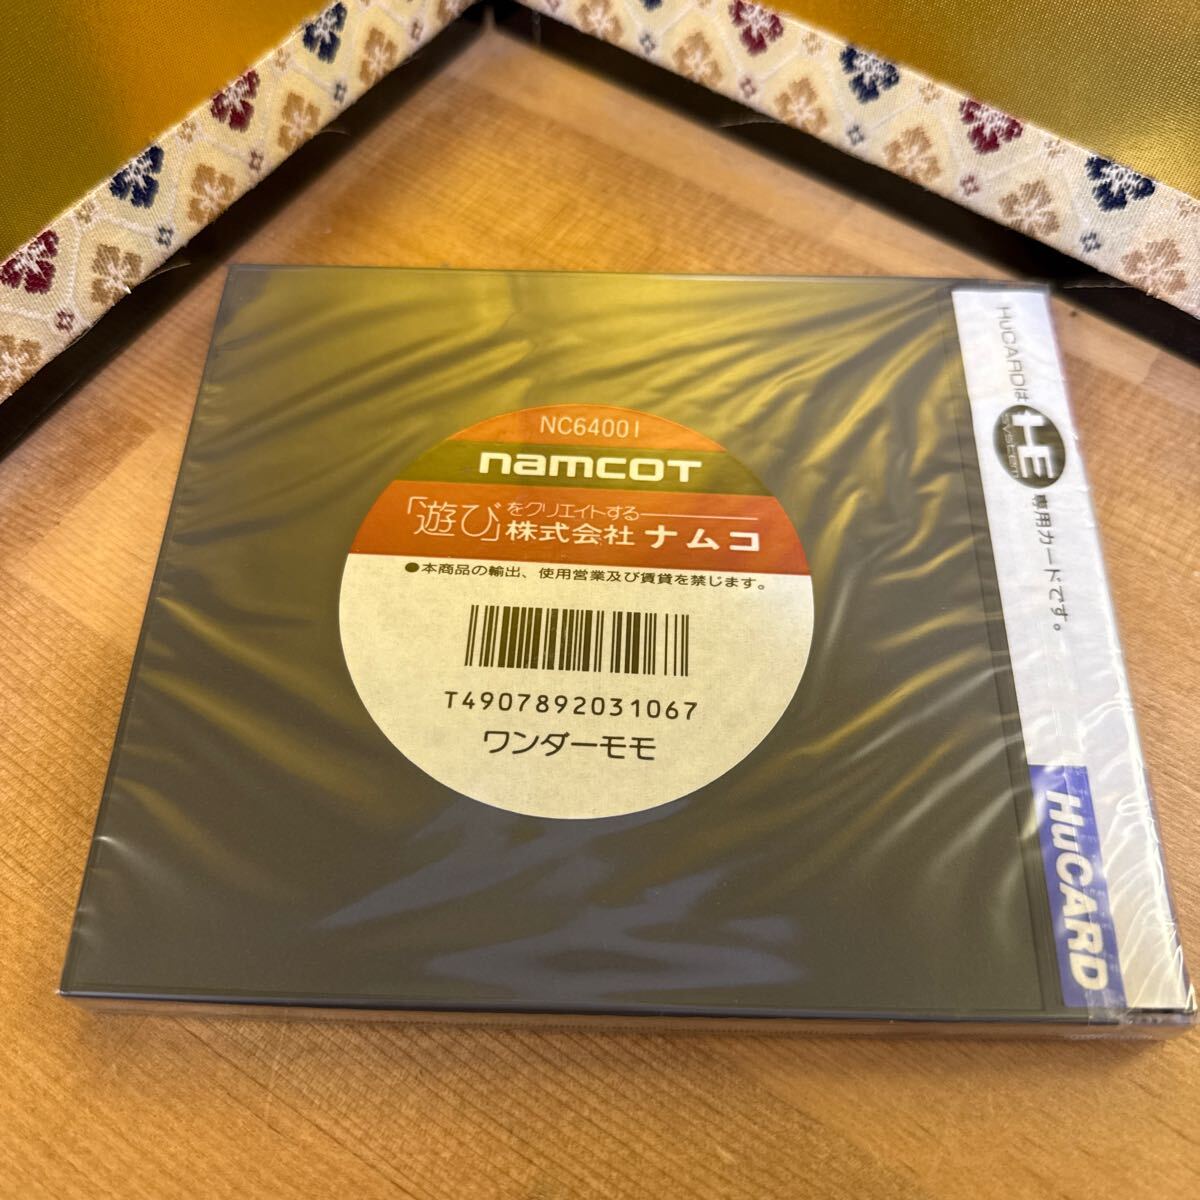 NC64001
namcot
「遊び」をクリエイトする
株式会社ナムコ
●本商品の輸出、使用営業及び賃貸を禁じます。
T4907892031067
ワンダーモモ
HuCARDは HE SYSTEM 専用カードです。
HuCARD